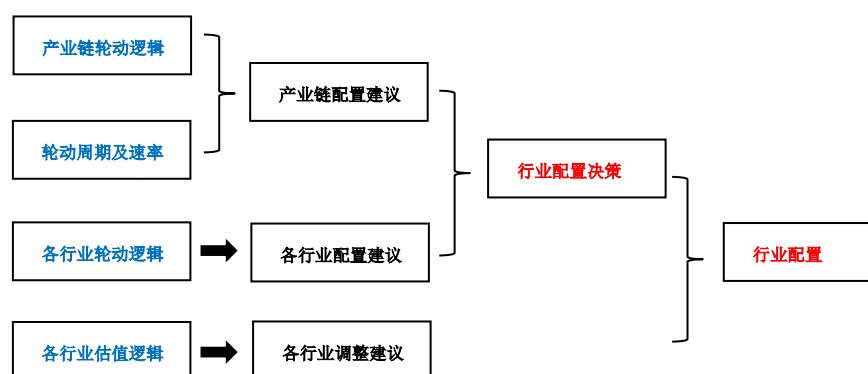 产业链轮动逻辑
轮动周期及速率
产业链配置建议
行业配置决策
各行业轮动逻辑
各行业配置建议
行业配置
各行业估值逻辑
各行业调整建议